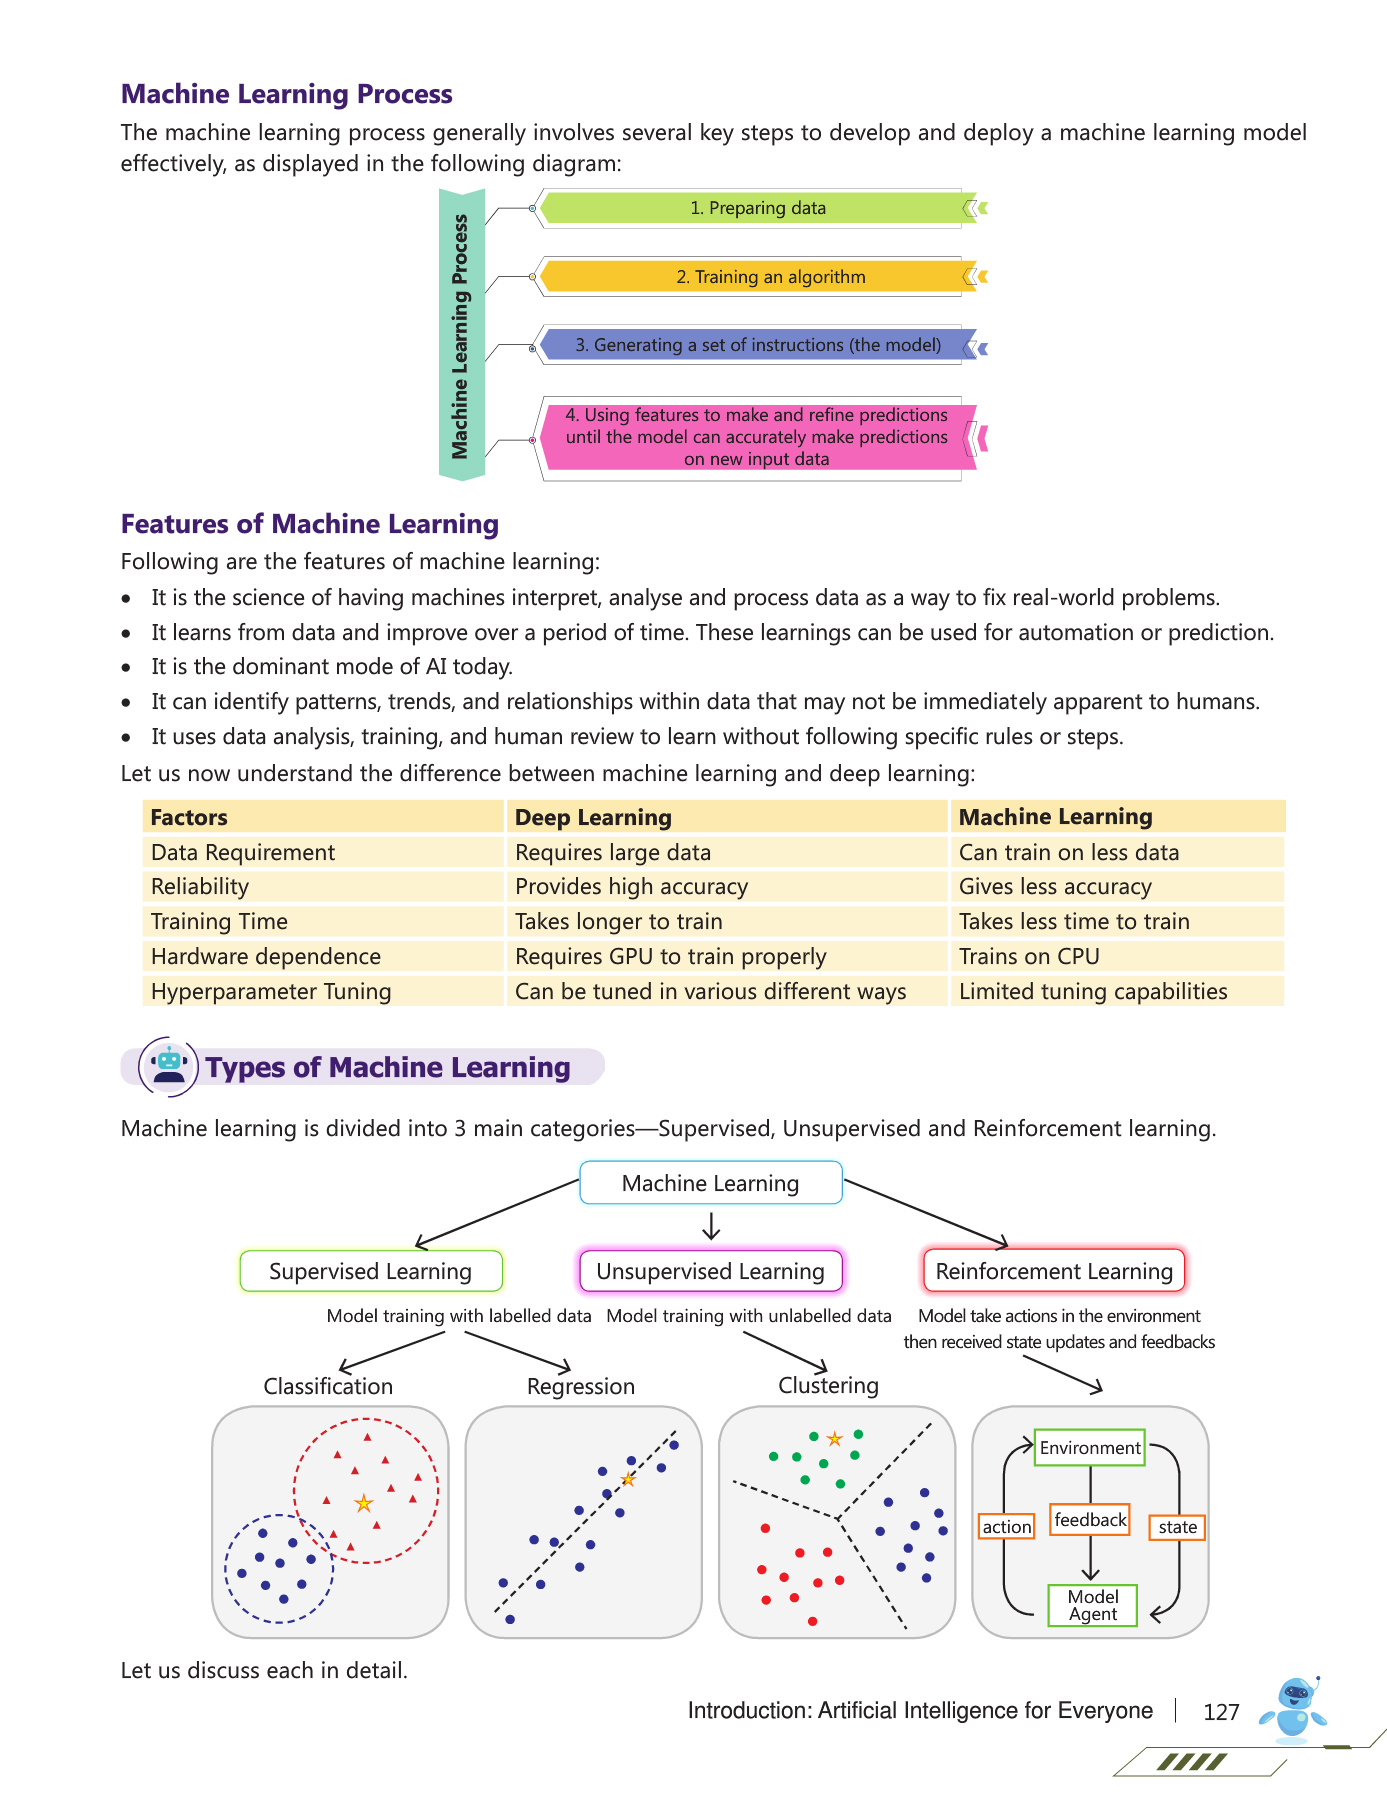 Machine Learning Process
The machine learning process generally involves several key steps to develop and deploy a machine learning model
effectively, as displayed in the following diagram:
Machine Learning Process
1. Preparing data
2. Training an algorithm
3. Generating a set of instructions (the model)
4. Using features to make and refine predictions
until the model can accurately make predictions
on new input data
Features of Machine Learning
Following are the features of machine learning:
• It is the science of having machines interpret, analyse and process data as a way to fix real-world problems.
• It learns from data and improve over a period of time. These learnings can be used for automation or prediction.
• It is the dominant mode of AI today.
• It can identify patterns, trends, and relationships within data that may not be immediately apparent to humans.
• It uses data analysis, training, and human review to learn without following specific rules or steps.
Let us now understand the difference between machine learning and deep learning:
Factors Deep Learning Machine Learning
Data Requirement Requires large data Can train on less data
Reliability Provides high accuracy Gives less accuracy
Training Time Takes longer to train Takes less time to train
Hardware dependence Requires GPU to train properly Trains on CPU
Hyperparameter Tuning Can be tuned in various different ways Limited tuning capabilities
Types of Machine Learning
Machine learning is divided into 3 main categories—Supervised, Unsupervised and Reinforcement learning.
Machine Learning
Supervised Learning Unsupervised Learning Reinforcement Learning
Model training with labelled data Model training with unlabelled data Model take actions in the environment
then received state updates and feedbacks
Classification Regression Clustering
Environment
action feedback state
Model
Agent
Let us discuss each in detail.
Introduction: Artificial Intelligence for Everyone 127